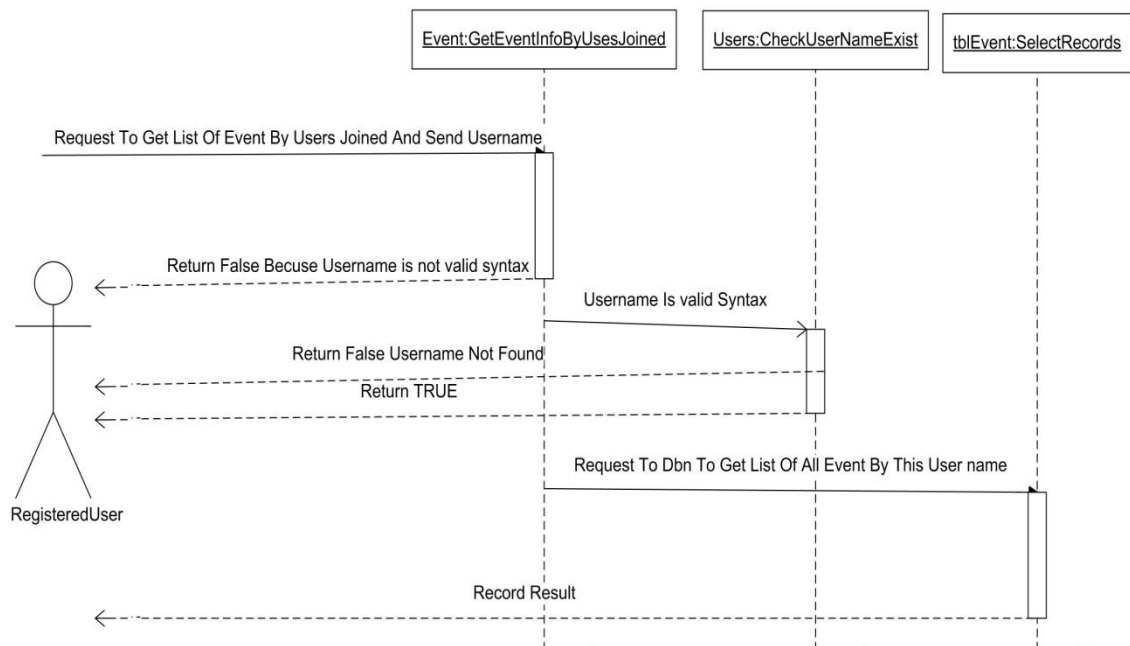 Event:GetEventInfoByUsesJoined
Users:CheckUserNameExist
tblEvent:SelectRecords
Request To Get List Of Event By Users Joined And Send Username
Return False Becuse Username is not valid syntax
Username Is valid Syntax
Return False Username Not Found
Return TRUE
Request To Dbn To Get List Of All Event By This User name
RegisteredUser
Record Result